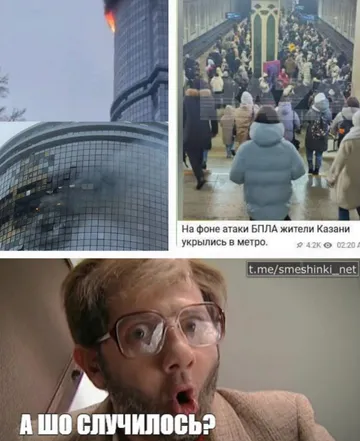 На фоне атаки БПЛА жители Казани
укрылись в метро.
4.2K 02:20
t.me/smeshinki_net
А ШО СЛУЧИЛОСЬ?